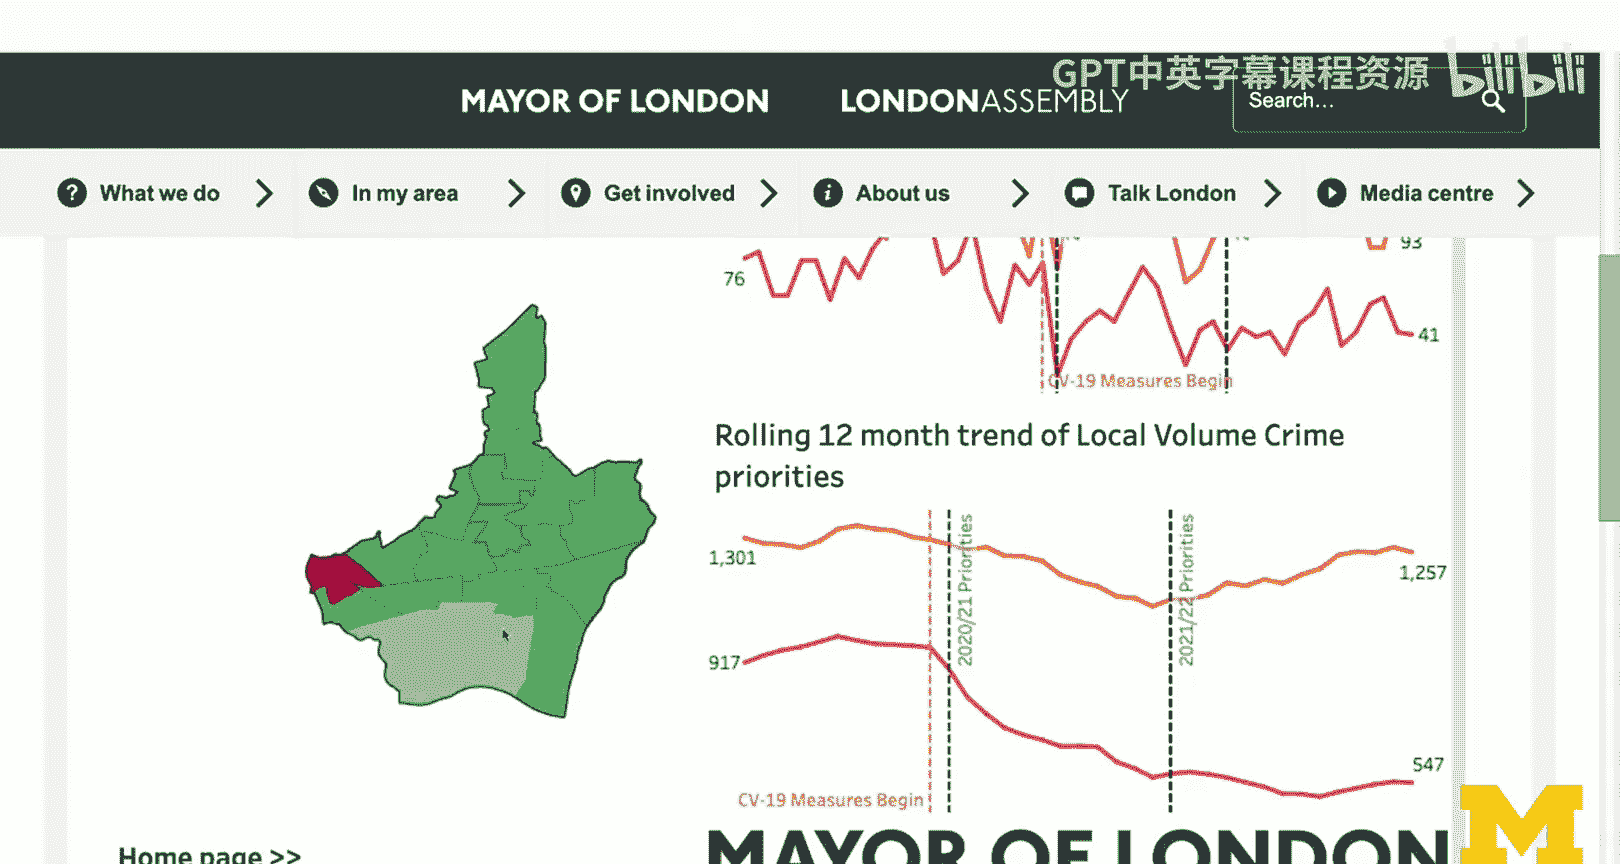 GPT中英字幕课程资源
bilibili
MAYOR OF LONDON
LONDONASSEMBLY
Search...
What we do
In my area
Get involved
About us
Talk London
Media centre
76
93
41
CV-19 Measures Begin
Rolling 12 month trend of Local Volume Crime
priorities
1,301
1,257
2020/21 Priorities
2021/22 Priorities
917
547
CV-19 Measures Begin
Home page >>
MAYOR OF LONDON
M